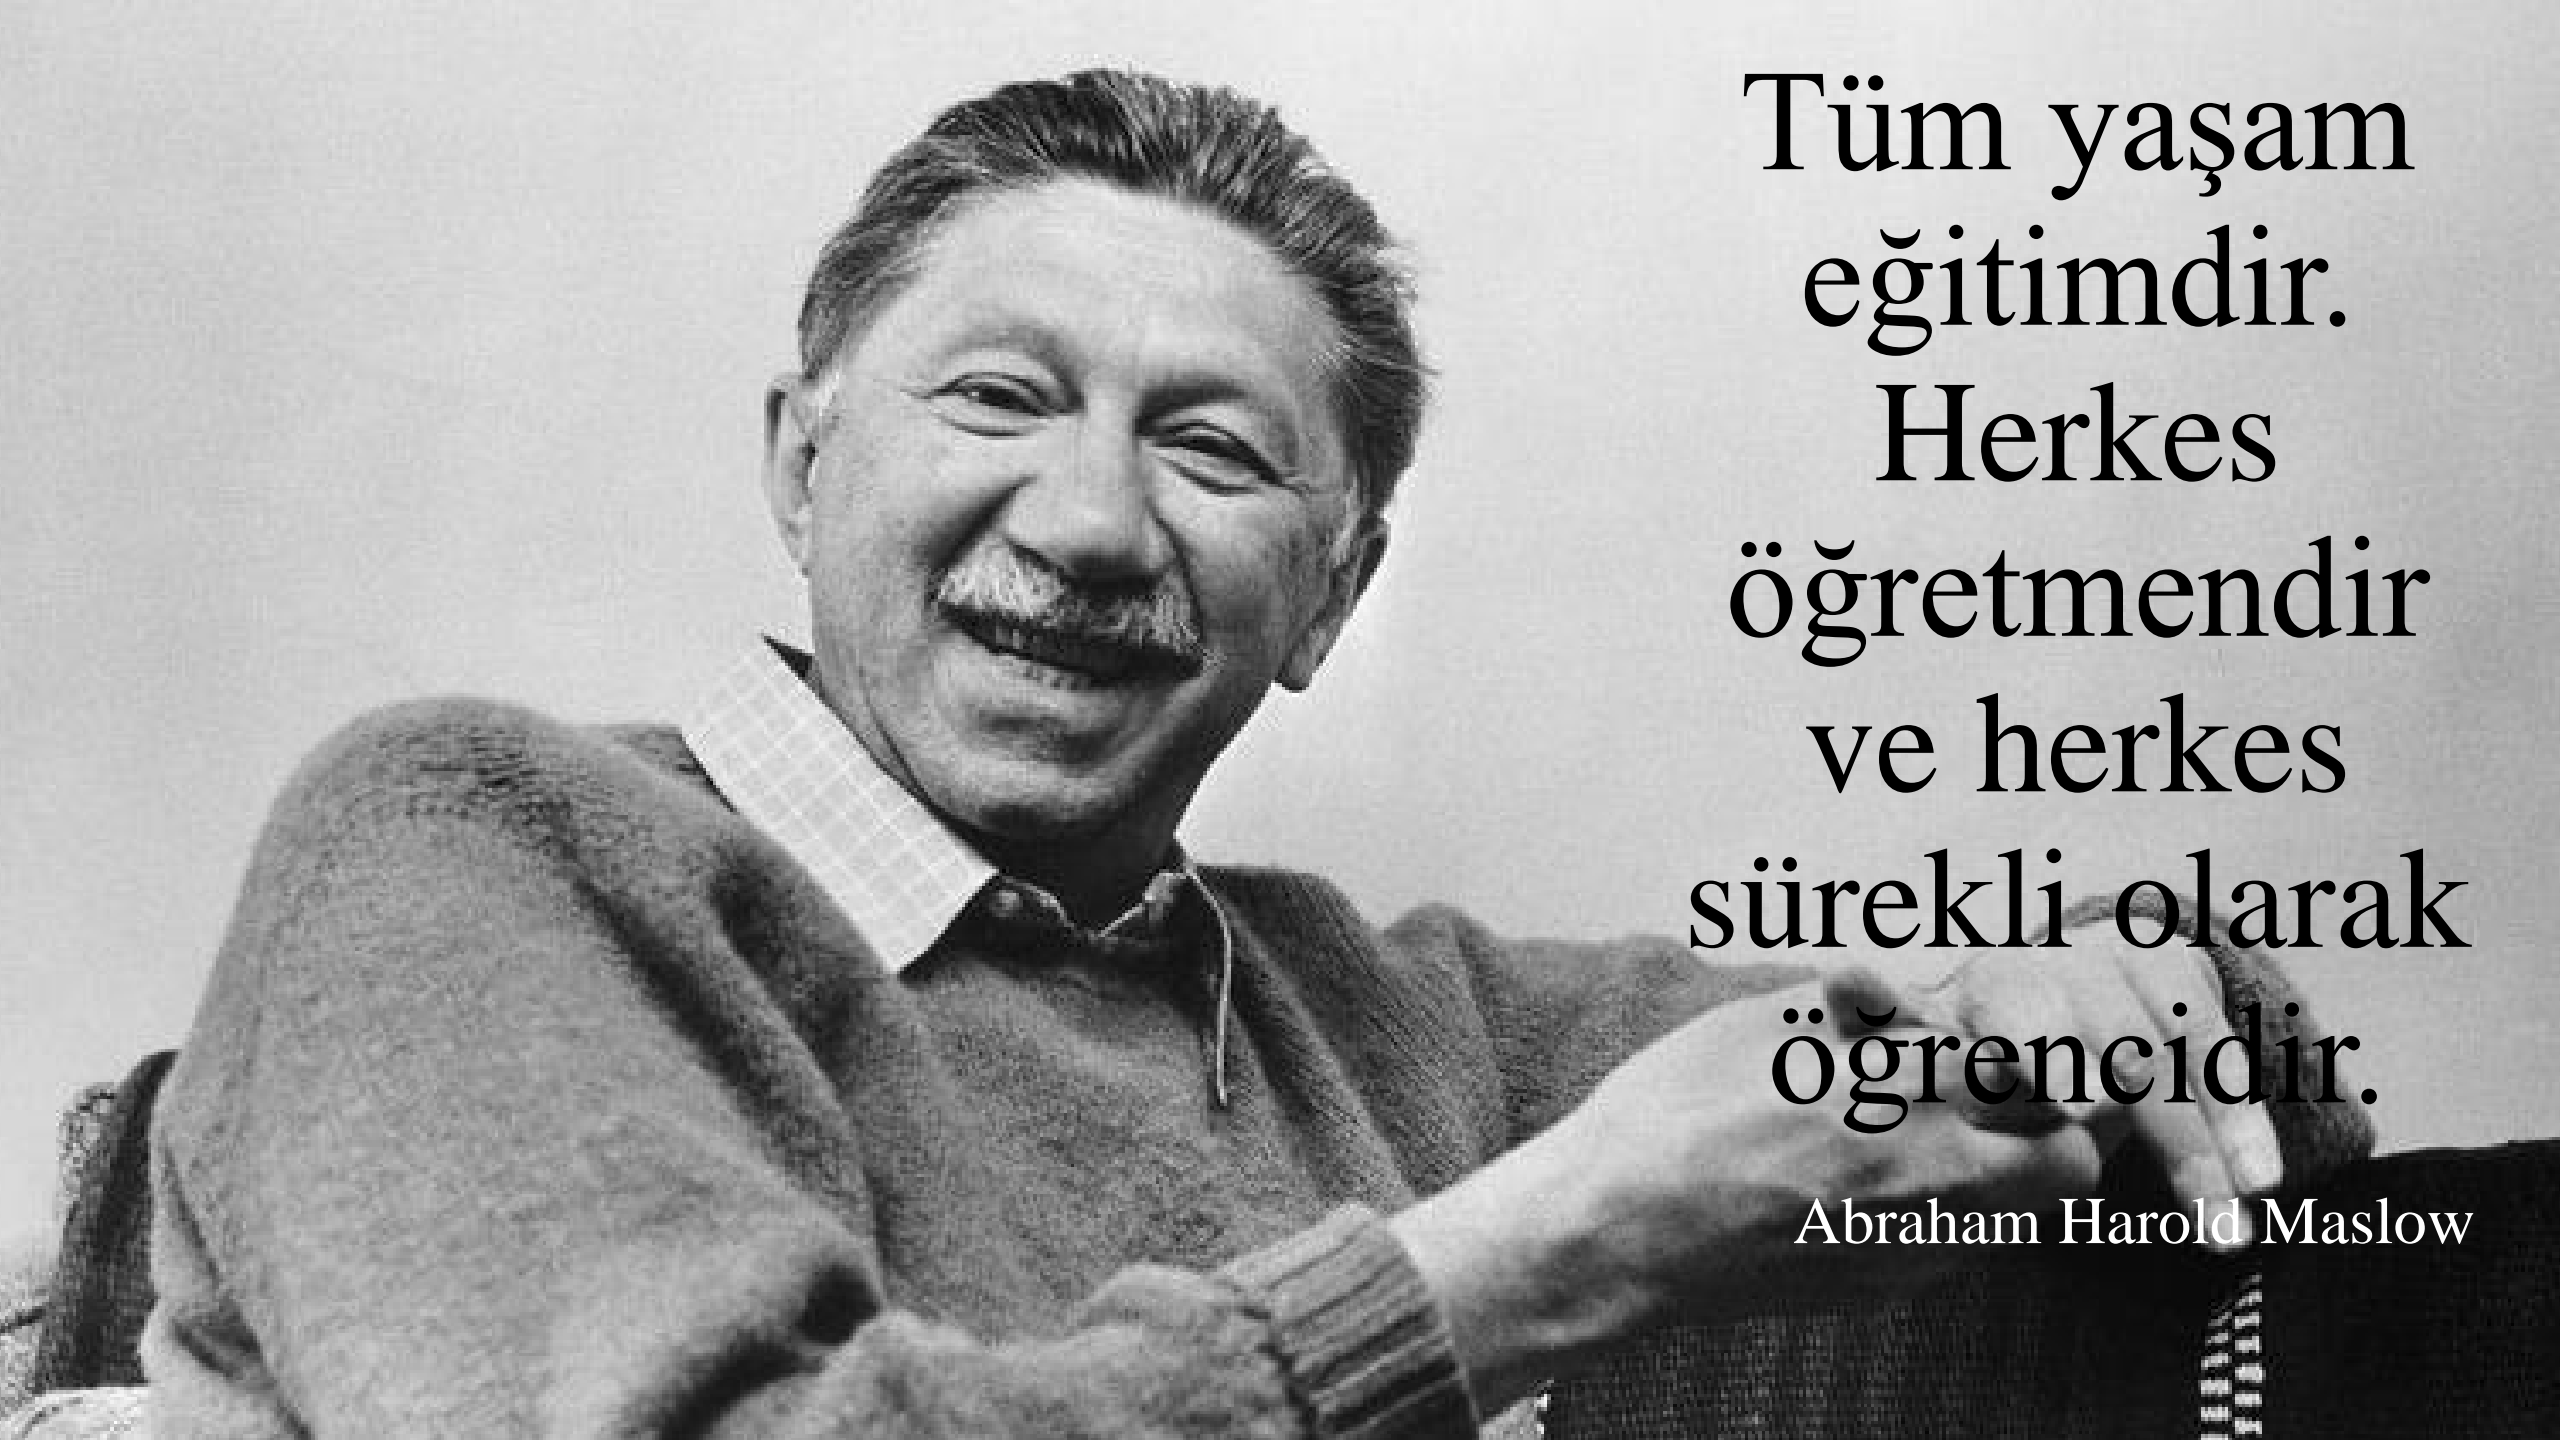 Tüm yaşam
eğitimdir.
Herkes
öğretmendir
ve herkes
sürekli olarak
öğrencidir.
Abraham Harold Maslow